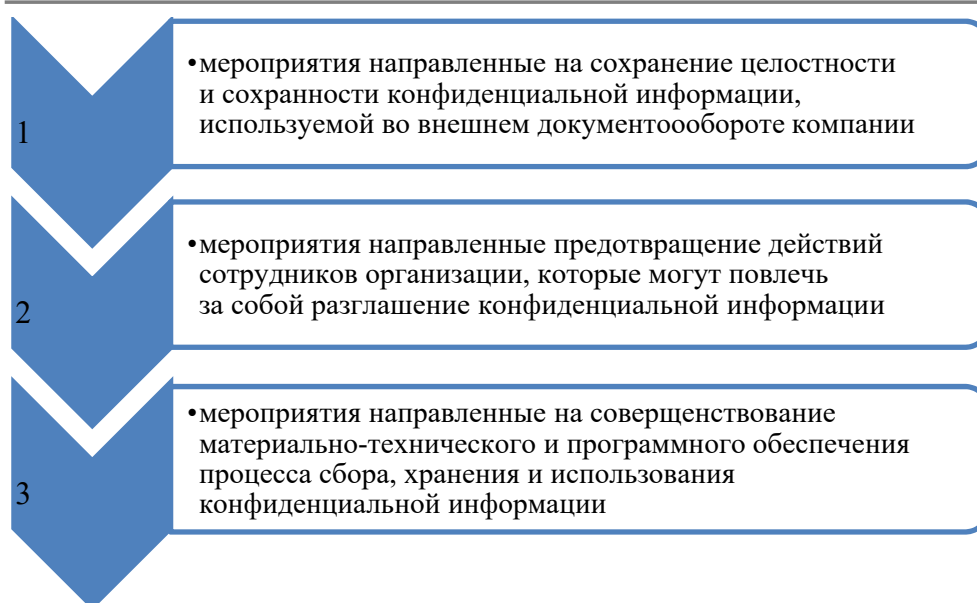 1
•мероприятия направленные на сохранение целостности
и сохранности конфиденциальной информации,
используемой во внешнем документоообороте компании
2
•мероприятия направленные предотвращение действий
сотрудников организации, которые могут повлечь
за собой разглашение конфиденциальной информации
3
•мероприятия направленные на соверщенствование
материально-технического и программного обеспечения
процесса сбора, хранения и использования
конфиденциальной информации